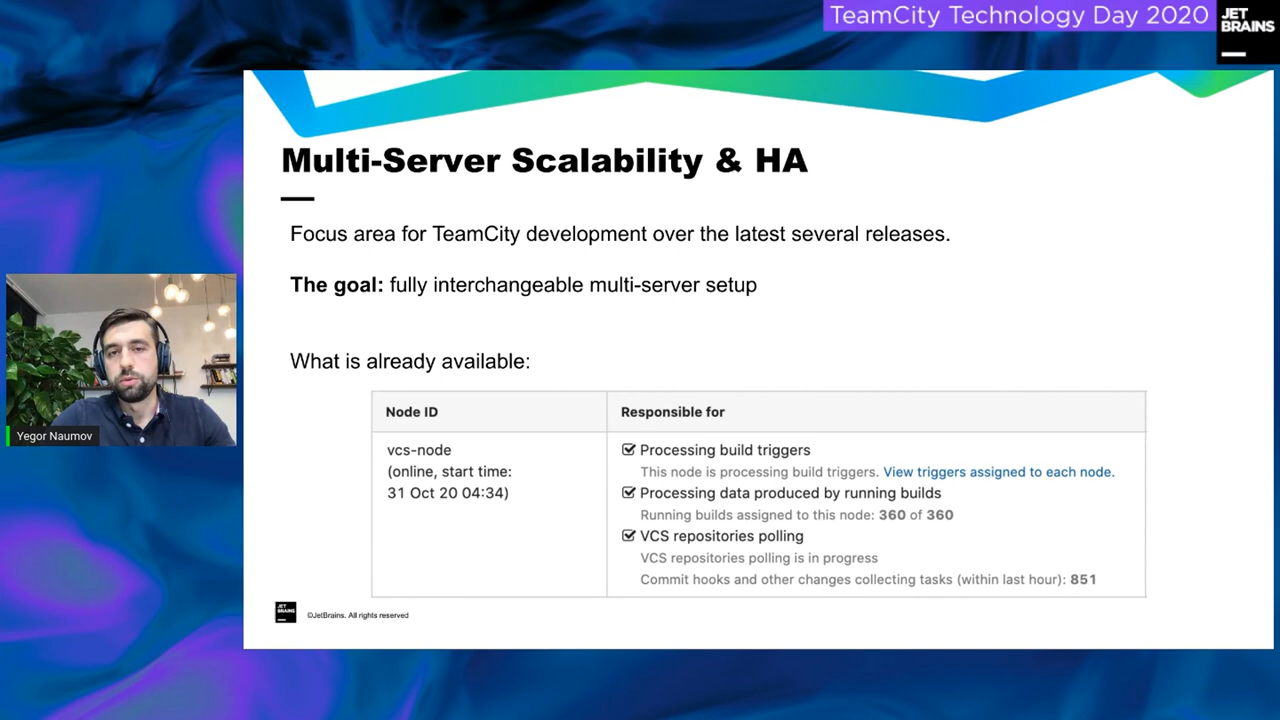 TeamCity Technology Day 2020
JET
BRAINS
Multi-Server Scalability & HA
Focus area for TeamCity development over the latest several releases.
The goal: fully interchangeable multi-server setup
What is already available:
Node ID
Responsible for
vcs-node
(online, start time:
31 Oct 20 04:34)
Processing build triggers
This node is processing build triggers. View triggers assigned to each node.
Processing data produced by running builds
Running builds assigned to this node: 360 of 360
VCS repositories polling
VCS repositories polling is in progress
Commit hooks and other changes collecting tasks (within last hour): 851
Yegor Naumov
JET
BRAINS
©JetBrains. All rights reserved